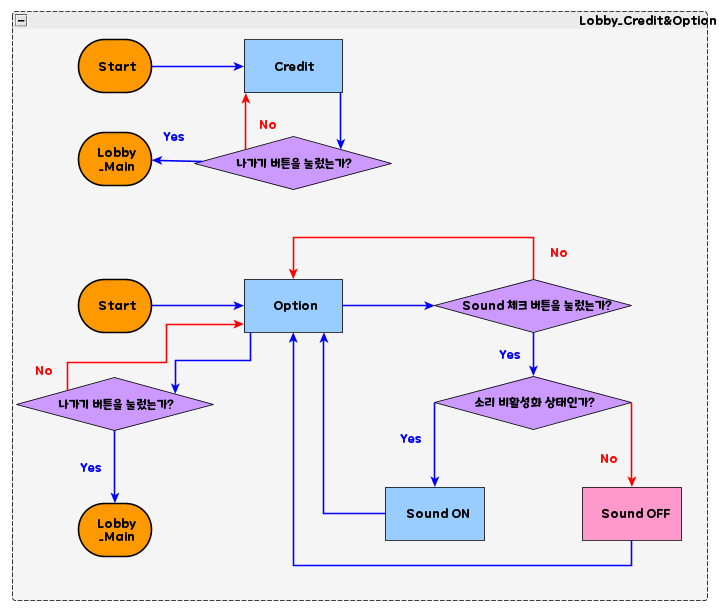 Lobby_Credit&Option
Start
Credit
No
Yes
Lobby
_Main
나가기 버튼을 눌렀는가?
No
Start
Option
Sound 체크 버튼을 눌렀는가?
No
Yes
나가기 버튼을 눌렀는가?
소리 비활성화 상태인가?
Yes
No
Yes
Lobby
_Main
Sound ON
Sound OFF